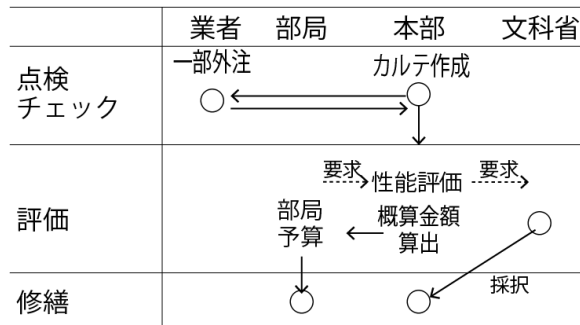 業者 部局 本部 文科省
一部外注 カルテ作成
点検
チェック
要求 性能評価 要求
評価
部局
予算
概算金額
算出
採択
修繕